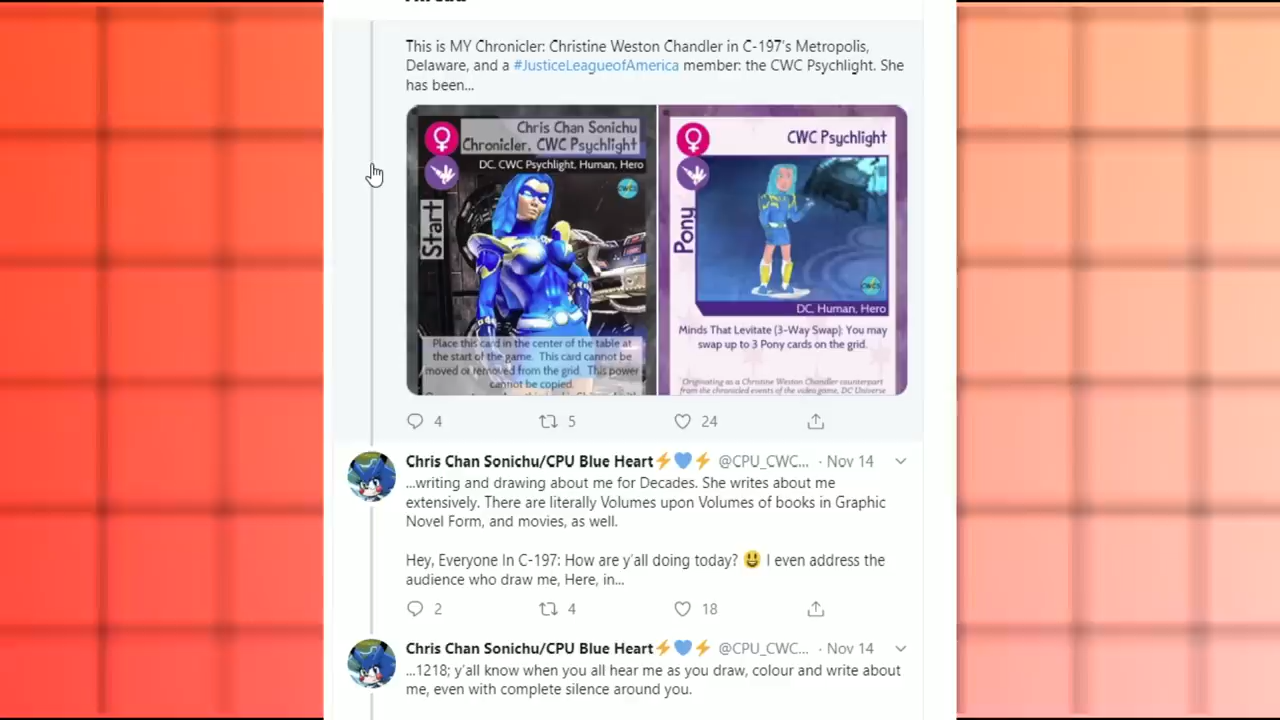 This is MY Chronicler: Christine Weston Chandler in C-197's Metropolis,
Delaware, and a #JusticeLeagueofAmerica member: the CWC Psychlight. She
has been...
Chris Chan Sonichu
Chronicler, CWC Psychlight
DC, CWC Psychlight, Human, Hero
CWCS
Start
Place this card in the center of the table at
the start of the game. This card cannot be
moved or removed from the grid. This power
cannot be copied.
CWC Psychlight
Pony
CWCS
DC, Human, Hero
Minds That Levitate (3-Way Swap): You may
swap up to 3 Pony cards on the grid.
Originating as a Christine Weston Chandler counterpart
from the chronicled events of the video game, DC Universe
4 5 24
Chris Chan Sonichu/CPU Blue Heart⚡💙⚡ @CPU_CWC... · Nov 14
...writing and drawing about me for Decades. She writes about me
extensively. There are literally Volumes upon Volumes of books in Graphic
Novel Form, and movies, as well.
Hey, Everyone In C-197: How are y'all doing today? 😃 I even address the
audience who draw me, Here, in...
2 4 18
Chris Chan Sonichu/CPU Blue Heart⚡💙⚡ @CPU_CWC... · Nov 14
...1218; y'all know when you all hear me as you draw, colour and write about
me, even with complete silence around you.